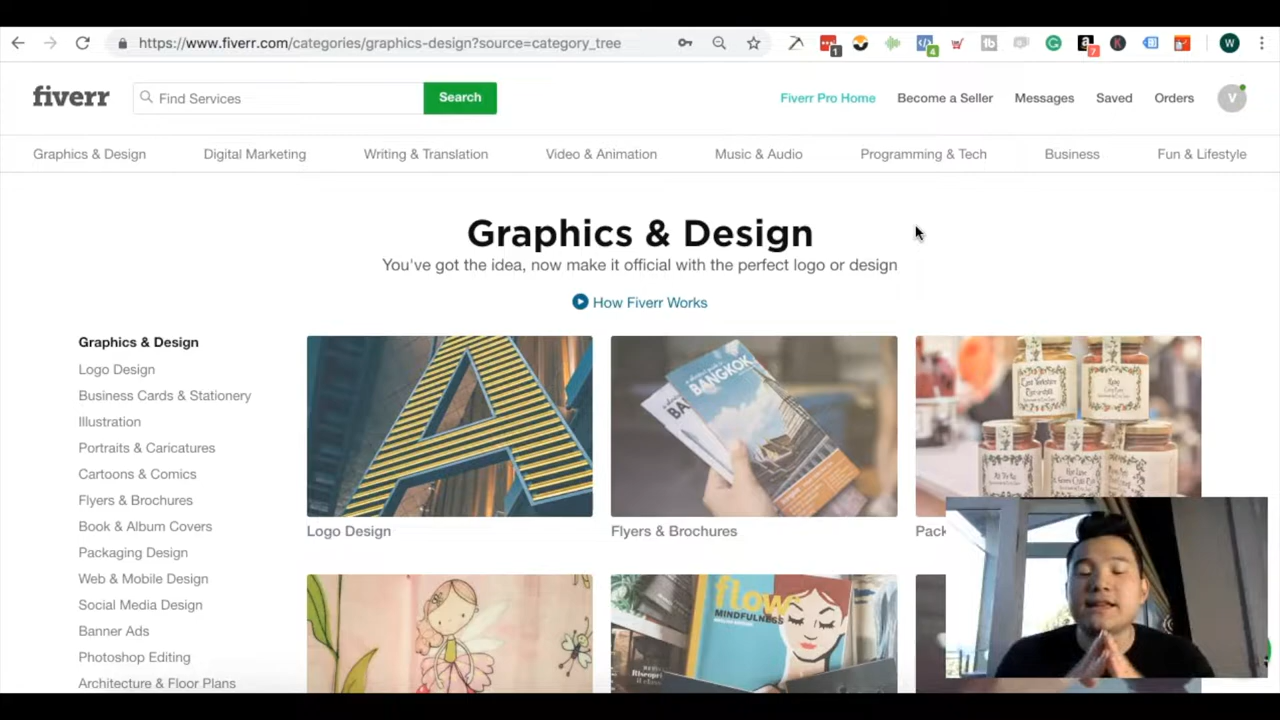 https://www.fiverr.com/categories/graphics-design?source=category_tree
1
4
7
W
fiverr
Find Services
Search
Fiverr Pro Home
Become a Seller
Messages
Saved
Orders
V
Graphics & Design
Digital Marketing
Writing & Translation
Video & Animation
Music & Audio
Programming & Tech
Business
Fun & Lifestyle
Graphics & Design
You've got the idea, now make it official with the perfect logo or design
How Fiverr Works
Graphics & Design
Logo Design
Business Cards & Stationery
Illustration
Portraits & Caricatures
Cartoons & Comics
Flyers & Brochures
Book & Album Covers
Packaging Design
Web & Mobile Design
Social Media Design
Banner Ads
Photoshop Editing
Architecture & Floor Plans
A
BANGKOK
Logo Design
Flyers & Brochures
Pack
flow
MINDFULNESS